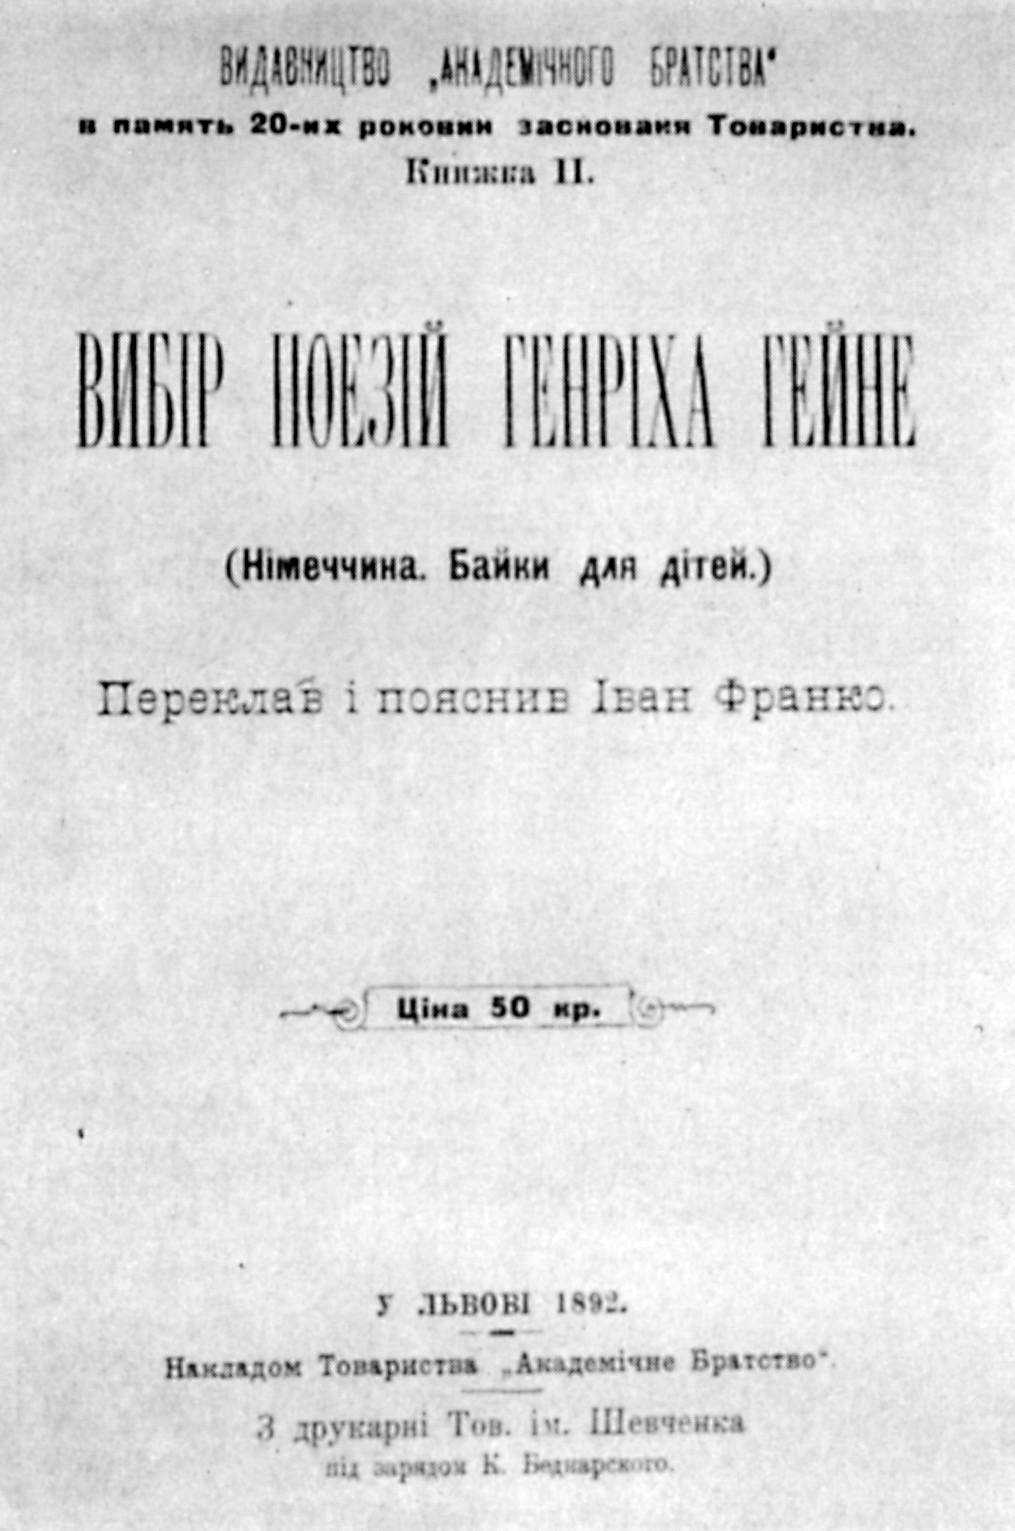 ВИДАВНИЦТВО „АКАДЕМІЧНОГО БРАТСТВА“
в память 20-их роковин заснованя Товариства.
Книжка II.
ВИБІР ПОЕЗІЙ ГЕНРІХА ГЕЙНЕ
(Німеччина. Байки для дітей.)
Переклав і пояснив Іван Франко.
Ціна 50 кр.
У ЛЬВОВІ 1892.
Накладом Товариства „Академічне Братство“.
З друкарні Тов. ім. Шевченка
під зарядом К. Беднарского.